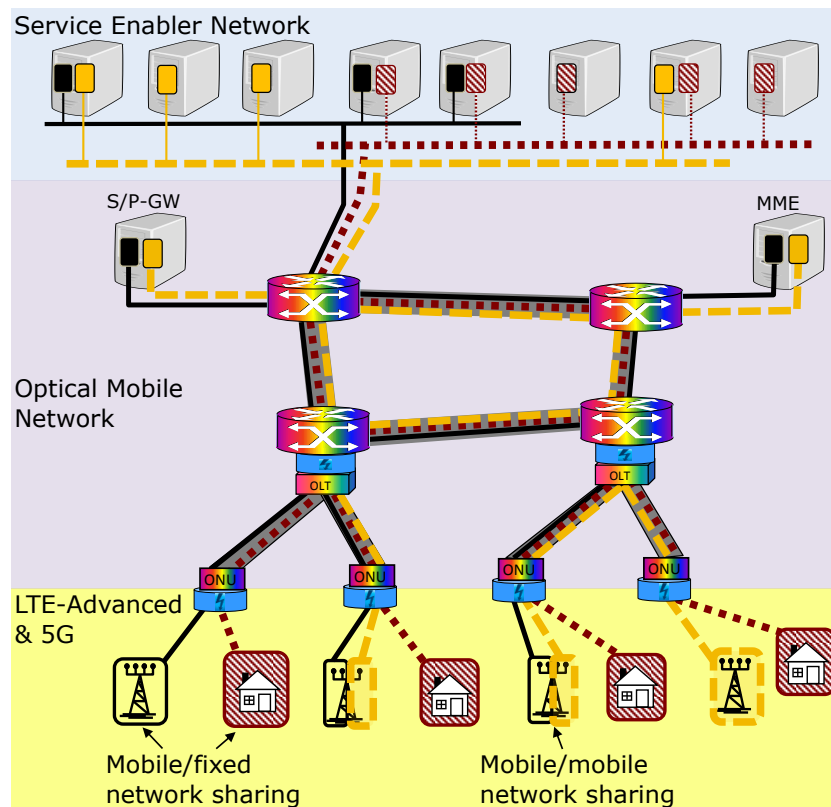 Service Enabler Network
S/P-GW
MME
Optical Mobile
Network
OLT
OLT
ONU
ONU
ONU
ONU
LTE-Advanced
& 5G
Mobile/fixed
network sharing
Mobile/mobile
network sharing